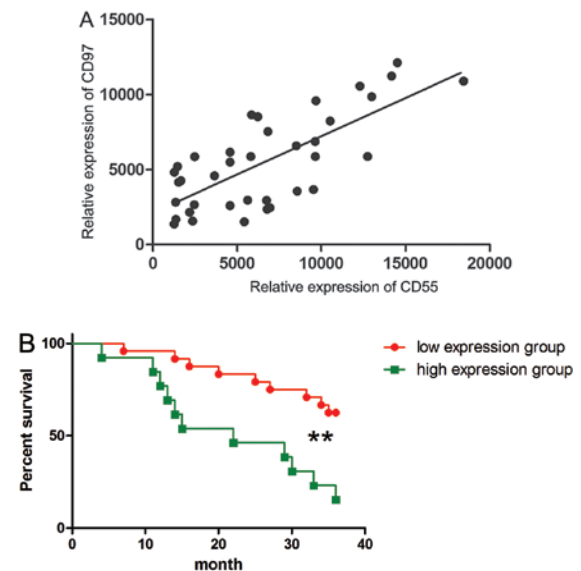 A
15000
10000
5000
0
Relative expression of CD97
0 5000 10000 15000 20000
Relative expression of CD55
B
100
50
0
Percent survival
**
0 10 20 30 40
month
low expression group
high expression group